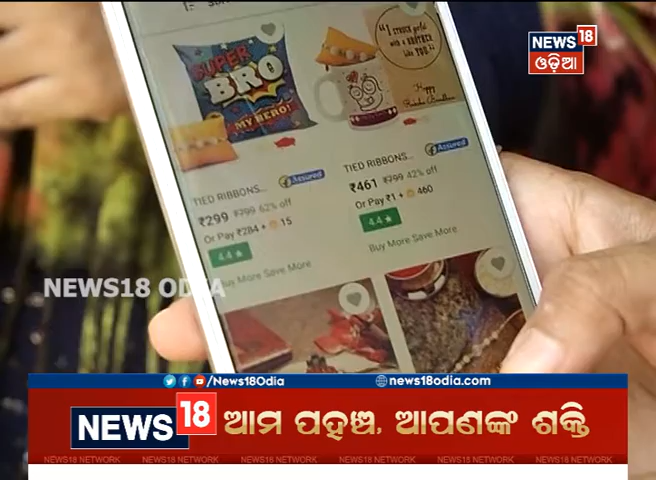 SUPER
BRO
MY HERO!
"I STRUCK gold
with a BROTHER
like YOU"
Happy
Raksha Bandhan
TIED RIBBONS... Assured
₹299 ₹799 62% off
Or Pay ₹284 + 15
4.4 ★
Buy More Save More
TIED RIBBONS... Assured
₹461 ₹799 42% off
Or Pay ₹1 + 460
4.4 ★
Buy More Save More
NEWS 18
ଓଡ଼ିଆ
NEWS18 ODIA
/News18Odia
news18odia.com
NEWS 18 ଆମ ପହଞ୍ଚ, ଆପଣଙ୍କ ଶକ୍ତି
NEWS18 NETWORK NEWS18 NETWORK NEWS18 NETWORK NEWS18 NETWORK NEWS18 NETWORK NEWS18 NETWORK